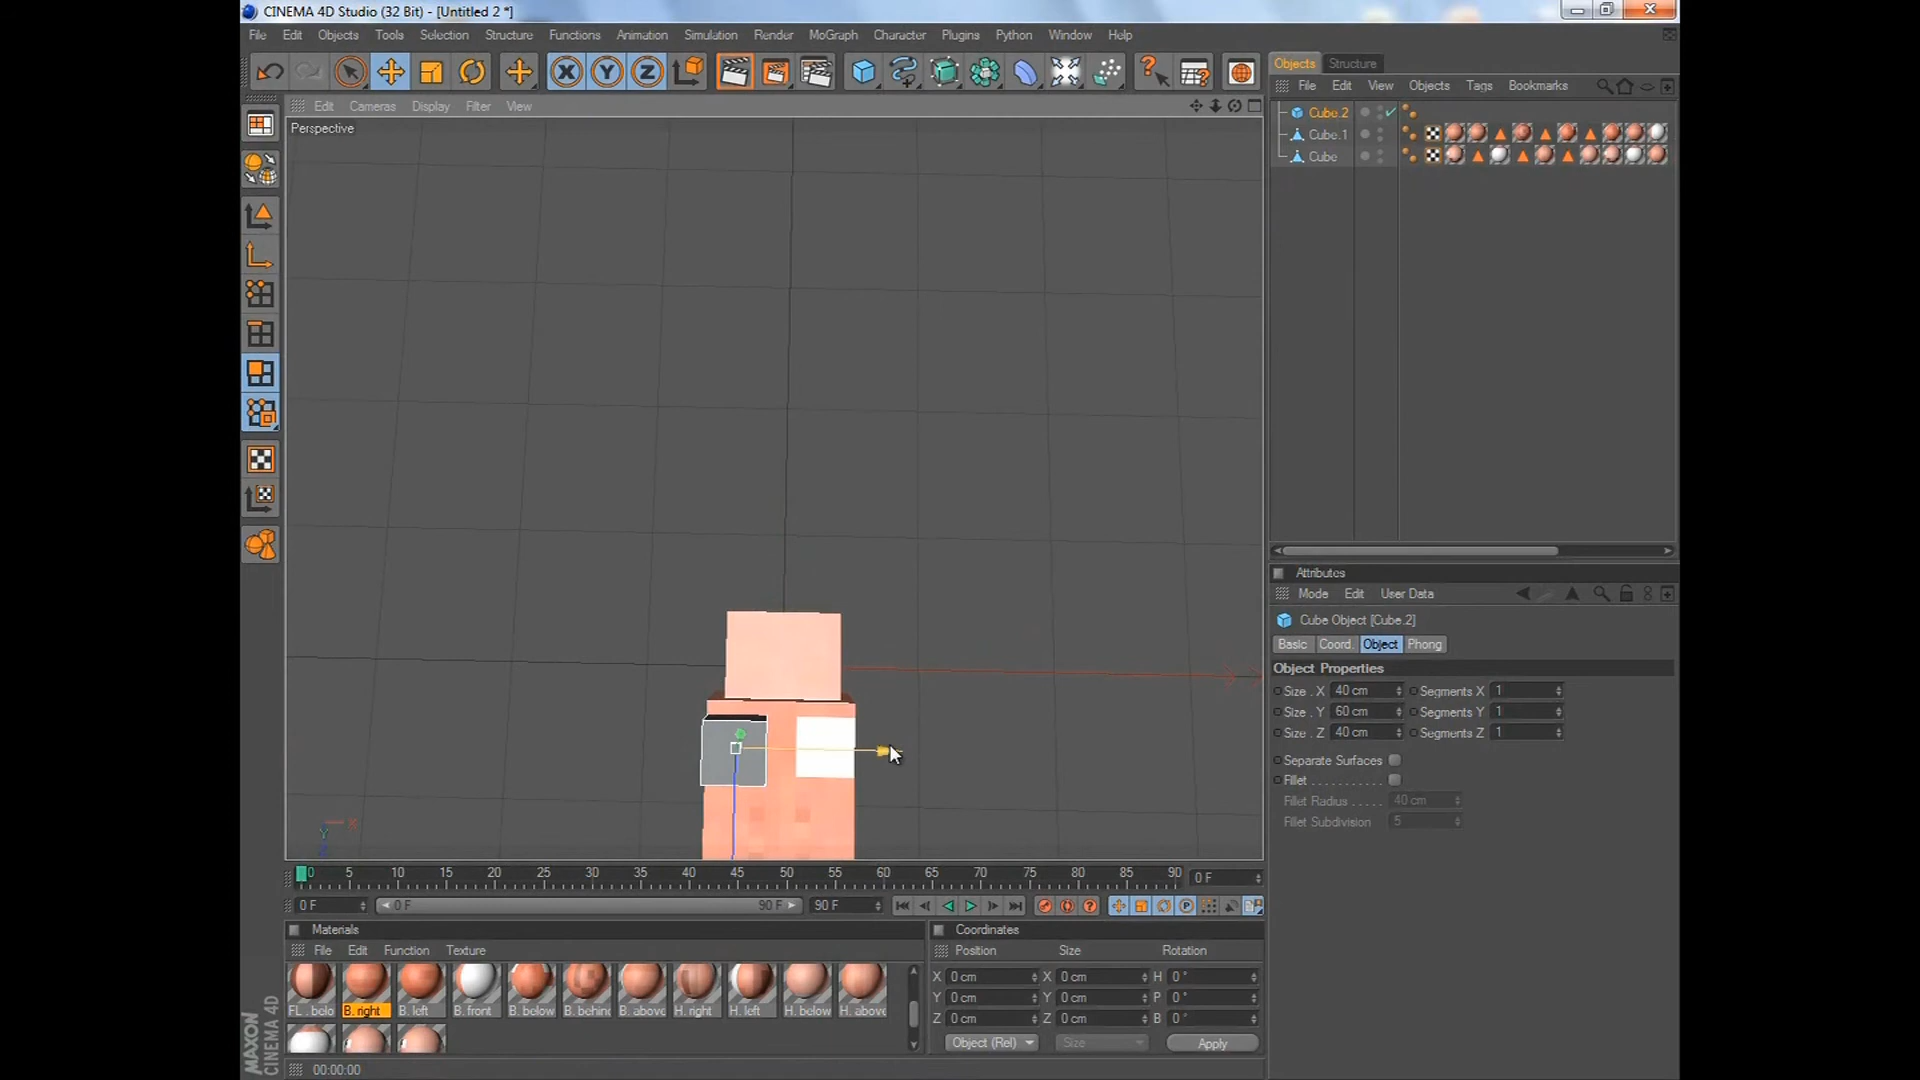 CINEMA 4D Studio (32 Bit) - [Untitled 2 *]
File Edit Objects Tools Selection Structure Functions Animation Simulation Render MoGraph Character Plugins Python Window Help
Objects Structure
File Edit View Objects Tags Bookmarks
Edit Cameras Display Filter View
Perspective
Cube.2
Cube.1
Cube
X
Y
Attributes
Mode Edit User Data
Cube Object [Cube.2]
Basic Coord. Object Phong
Object Properties
Size . X 40 cm Segments X 1
Size . Y 60 cm Segments Y 1
Size . Z 40 cm Segments Z 1
Separate Surfaces
Fillet
Fillet Radius 40 cm
Fillet Subdivision 5
0 5 10 15 20 25 30 35 40 45 50 55 60 65 70 75 80 85 90 0 F
0 F 0 F 90 F 90 F
Materials
File Edit Function Texture
FL . belo B. right B. left B. front B. below B. behind B. above H. right H. left H. below H. above
Coordinates
Position Size Rotation
X 0 cm X 0 cm H 0 °
Y 0 cm Y 0 cm P 0 °
Z 0 cm Z 0 cm B 0 °
Object (Rel) Size Apply
MAXON CINEMA 4D
00:00:00